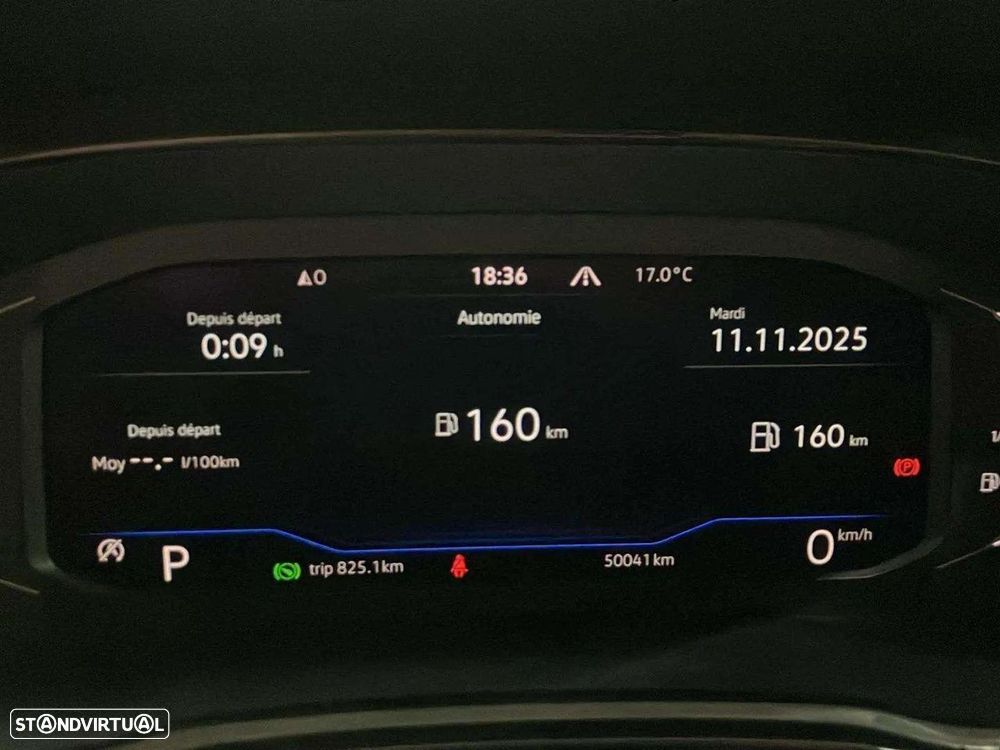 0
18:36
17.0°C
Depuis départ
0:09 h
Autonomie
Mardi
11.11.2025
160 km
Depuis départ
Moy --.- l/100km
160 km
P
trip 825.1km
50041 km
0 km/h
STANDVIRTUAL